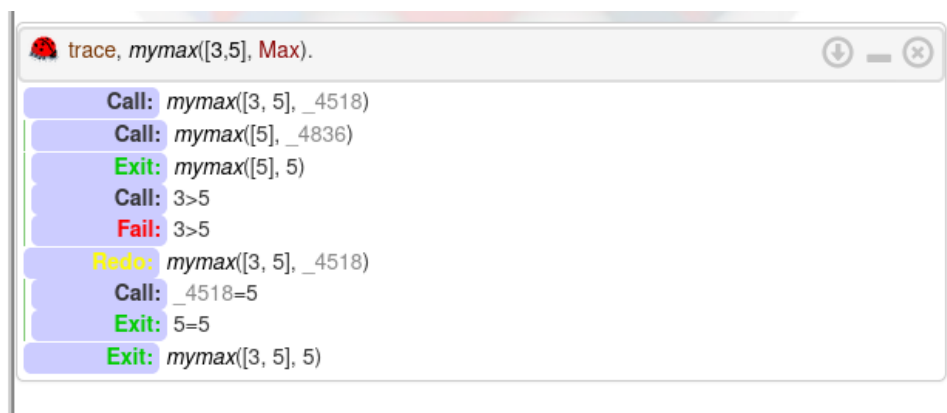 trace, mymax([3,5], Max).
Call: mymax([3, 5], _4518)
Call: mymax([5], _4836)
Exit: mymax([5], 5)
Call: 3>5
Fail: 3>5
Redo: mymax([3, 5], _4518)
Call: _4518=5
Exit: 5=5
Exit: mymax([3, 5], 5)